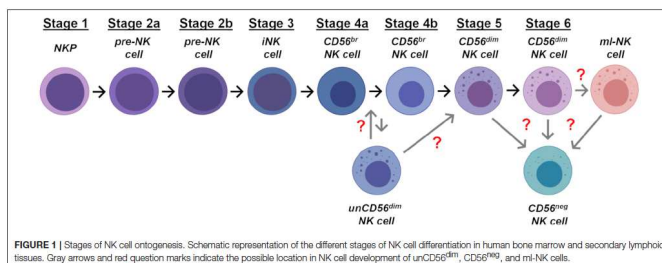 Stage 1 Stage 2a Stage 2b Stage 3 Stage 4a Stage 4b Stage 5 Stage 6
NKP pre-NK cell pre-NK cell iNK cell CD56br NK cell CD56br NK cell CD56dim NK cell CD56dim NK cell ml-NK cell
?
? ? ? ?
unCD56dim NK cell
CD56neg NK cell
FIGURE 1 | Stages of NK cell ontogenesis. Schematic representation of the different stages of NK cell differentiation in human bone marrow and secondary lymphoid
tissues. Gray arrows and red question marks indicate the possible location in NK cell development of unCD56dim, CD56neg, and ml-NK cells.